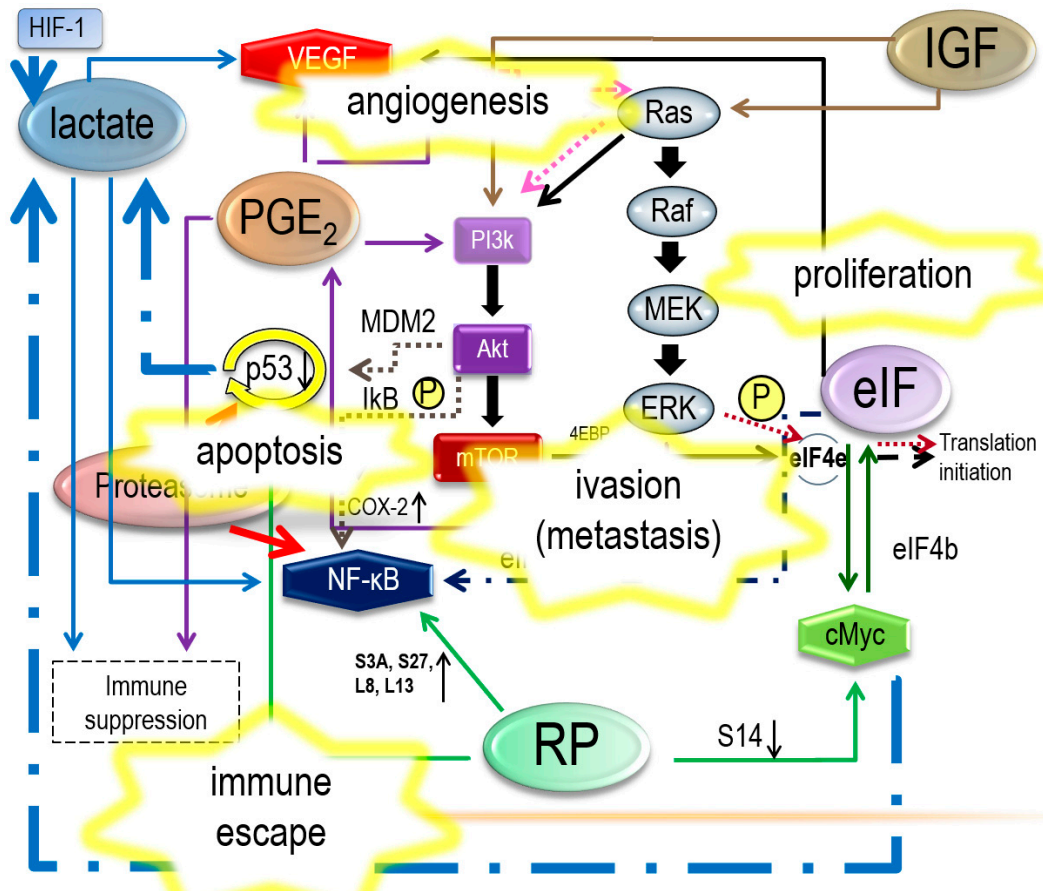 HIF-1
VEGF
IGF
lactate
angiogenesis
Ras
PGE2
PI3k
Raf
proliferation
MDM2
Akt
MEK
p53
IkB
P
P
eIF
ERK
4EBP
apoptosis
mTOR
eIF4e
Translation
initiation
Proteasome
COX-2
ivasion
(metastasis)
NF-κB
eIF4b
cMyc
S3A, S27,
L8, L13
Immune
suppression
RP
S14
immune
escape